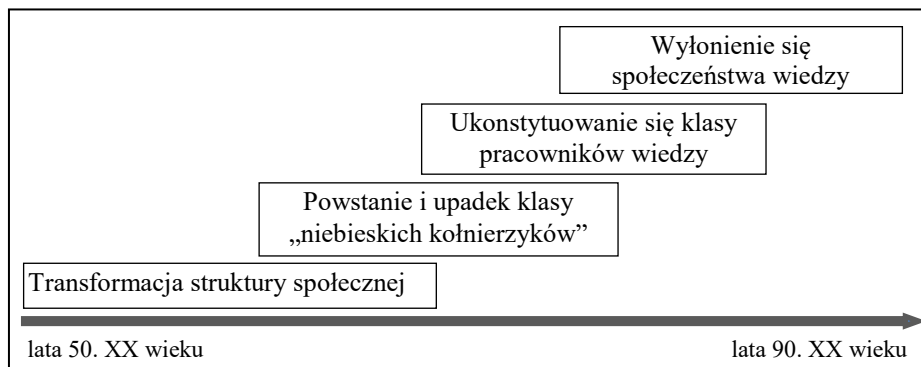 Wyłonienie się
społeczeństwa wiedzy
Ukonstytuowanie się klasy
pracowników wiedzy
Powstanie i upadek klasy
„niebieskich kołnierzyków”
Transformacja struktury społecznej
lata 50. XX wieku
lata 90. XX wieku